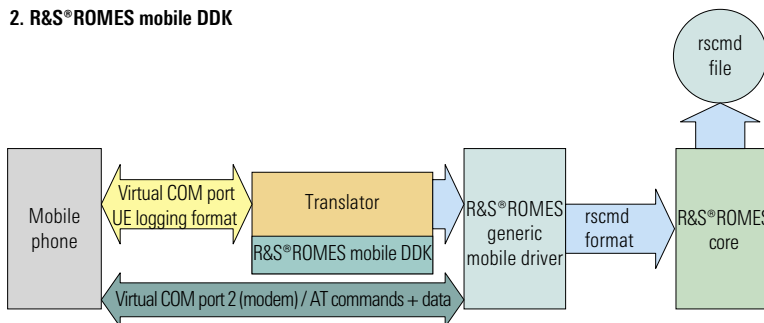 2. R&S®ROMES mobile DDK
rscmd
file
Mobile
phone
Virtual COM port
UE logging format
Translator
R&S®ROMES mobile DDK
R&S®ROMES
generic
mobile driver
rscmd
format
R&S®ROMES
core
Virtual COM port 2 (modem) / AT commands + data